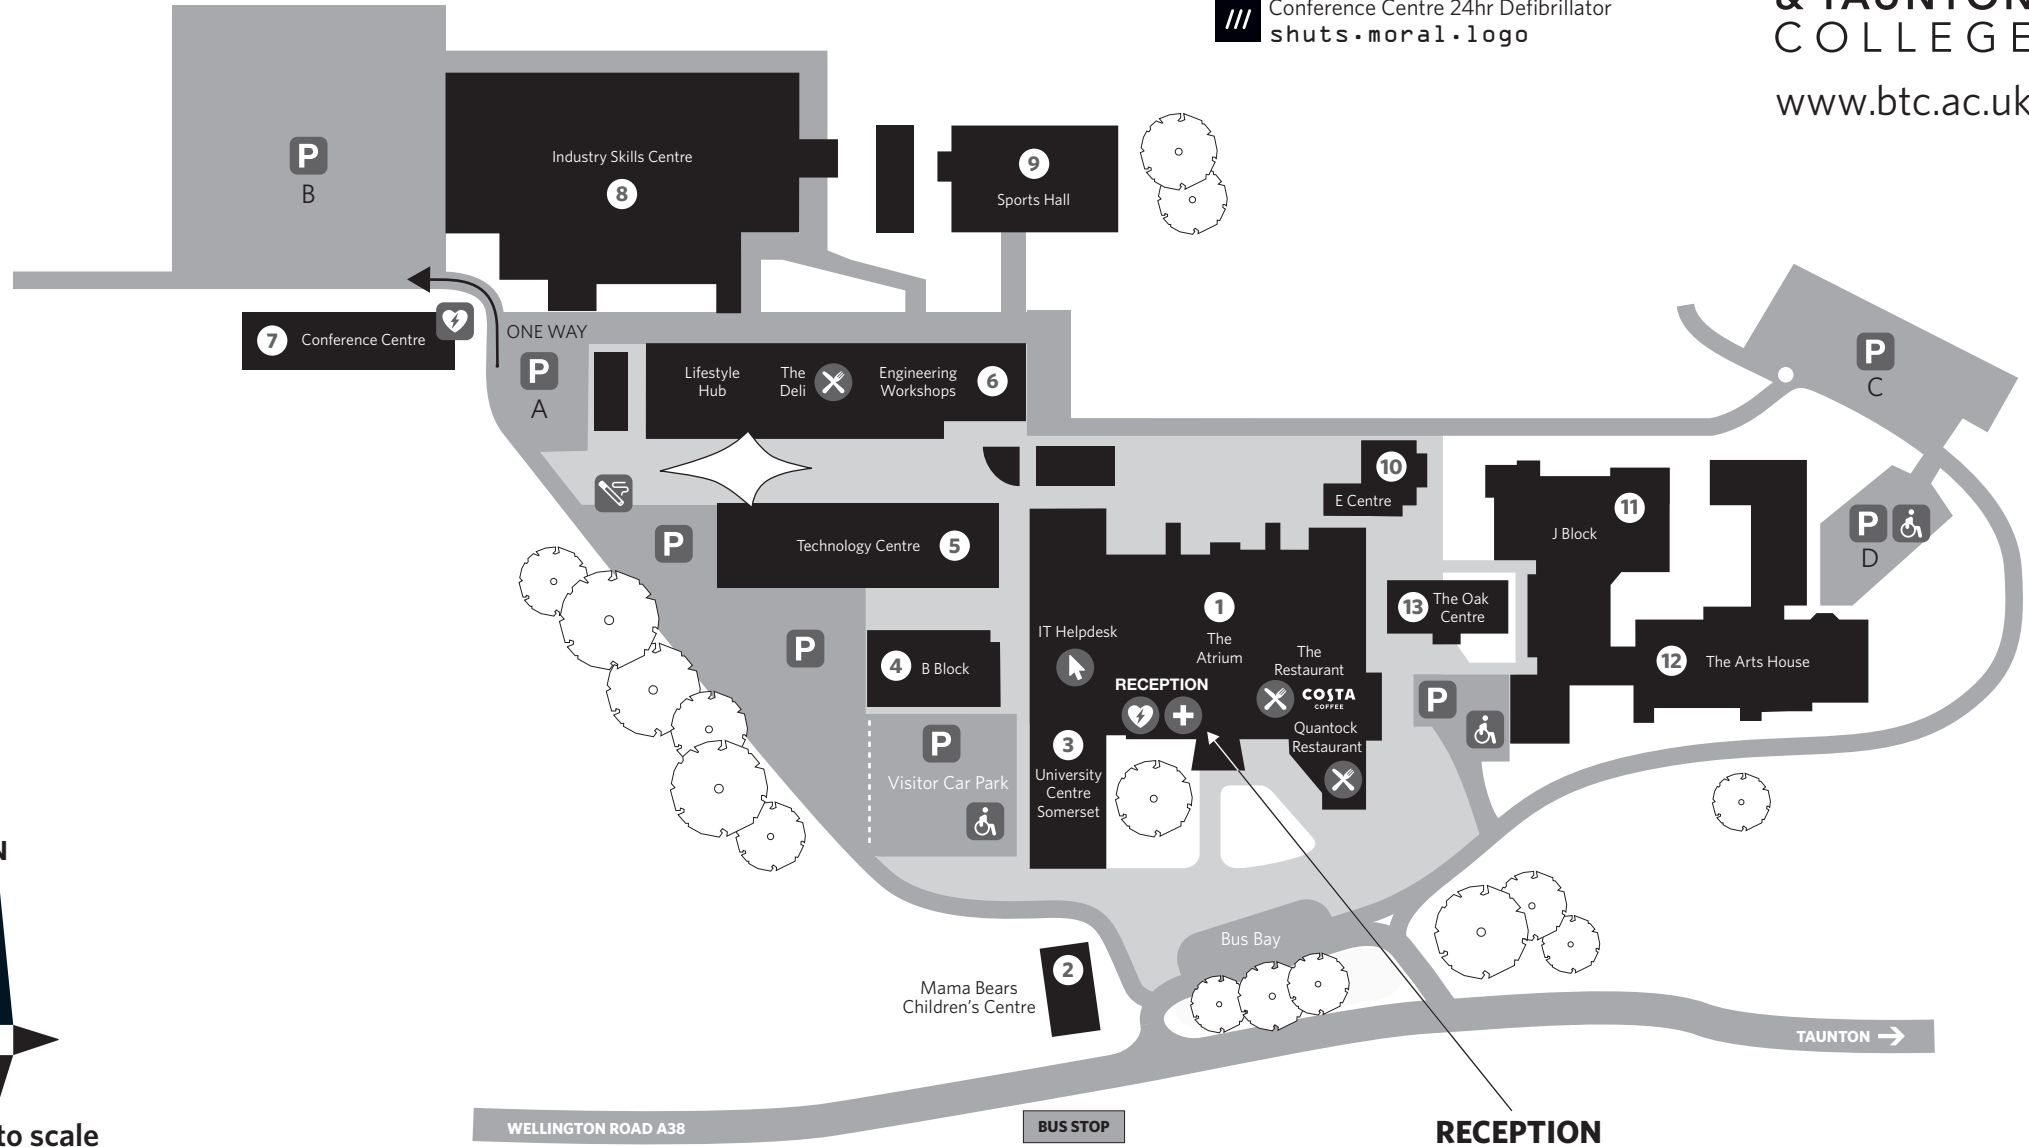 Conference Centre 24hr Defibrillator
shuts.moral.logo
& TAUNTON
COLLEGE
www.btc.ac.uk
P
B
Industry Skills Centre
8
9
Sports Hall
7 Conference Centre
ONE WAY
P
A
Lifestyle
Hub
The
Deli
Engineering
Workshops
6
P
C
10
E Centre
11
J Block
P
D
P
Technology Centre 5
13 The Oak
Centre
1
The
Atrium
IT Helpdesk
P
4 B Block
The
Restaurant
COSTA
COFFEE
RECEPTION
Quantock
Restaurant
12 The Arts House
P
P
Visitor Car Park
3
University
Centre
Somerset
N
Bus Bay
2
Mama Bears
Children's Centre
TAUNTON
WELLINGTON ROAD A38
BUS STOP
RECEPTION
to scale